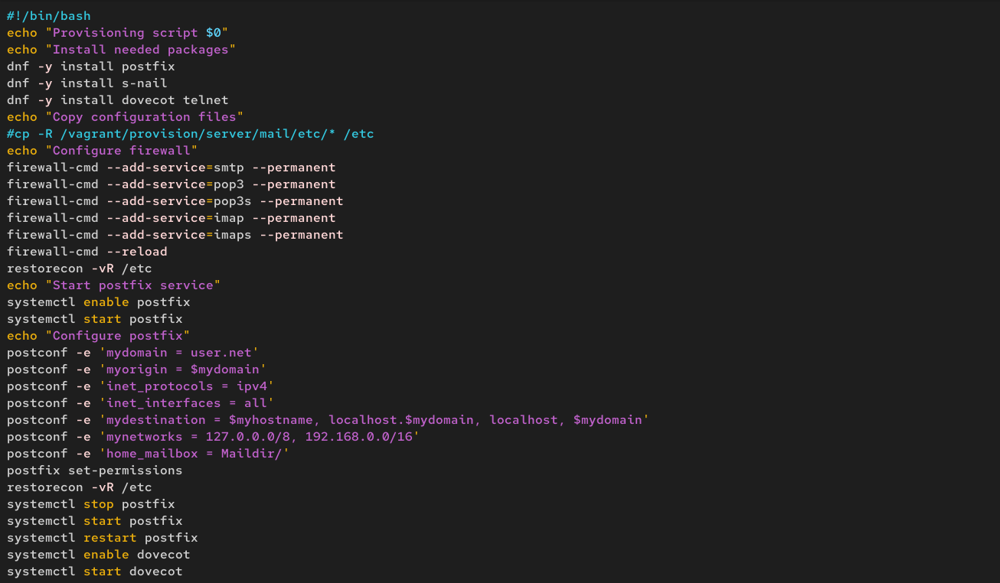 #!/bin/bash
echo "Provisioning script $0"
echo "Install needed packages"
dnf -y install postfix
dnf -y install s-nail
dnf -y install dovecot telnet
echo "Copy configuration files"
#cp -R /vagrant/provision/server/mail/etc/* /etc
echo "Configure firewall"
firewall-cmd --add-service=smtp --permanent
firewall-cmd --add-service=pop3 --permanent
firewall-cmd --add-service=pop3s --permanent
firewall-cmd --add-service=imap --permanent
firewall-cmd --add-service=imaps --permanent
firewall-cmd --reload
restorecon -vR /etc
echo "Start postfix service"
systemctl enable postfix
systemctl start postfix
echo "Configure postfix"
postconf -e 'mydomain = user.net'
postconf -e 'myorigin = $mydomain'
postconf -e 'inet_protocols = ipv4'
postconf -e 'inet_interfaces = all'
postconf -e 'mydestination = $myhostname, localhost.$mydomain, localhost, $mydomain'
postconf -e 'mynetworks = 127.0.0.0/8, 192.168.0.0/16'
postconf -e 'home_mailbox = Maildir/'
postfix set-permissions
restorecon -vR /etc
systemctl stop postfix
systemctl start postfix
systemctl restart postfix
systemctl enable dovecot
systemctl start dovecot